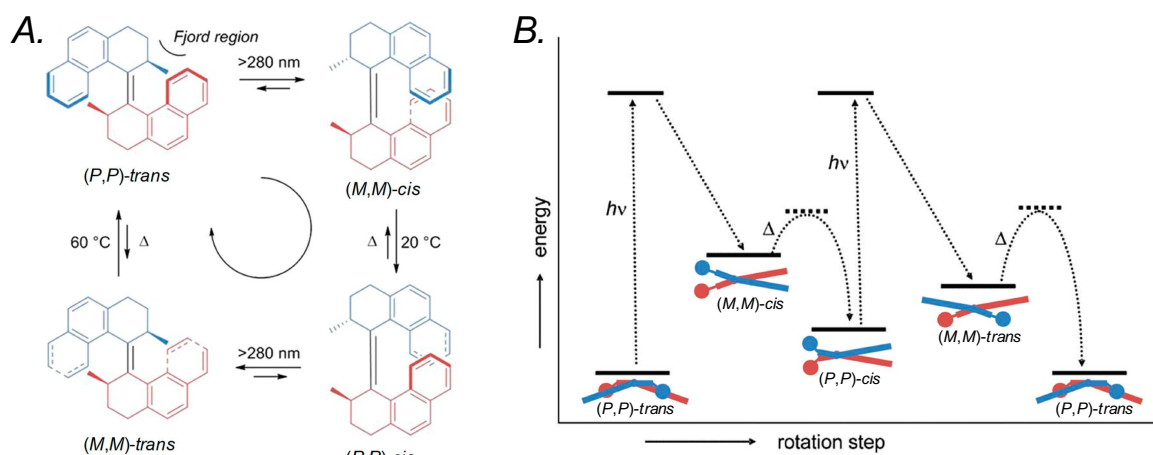 A.
Fjord region
>280 nm
(P,P)-trans
(M,M)-cis
60 °C
Δ
Δ
20 °C
>280 nm
(M,M)-trans
(P,P)-cis
B.
energy
hν
hν
Δ
Δ
(M,M)-cis
(P,P)-cis
(M,M)-trans
(P,P)-trans
(P,P)-trans
rotation step